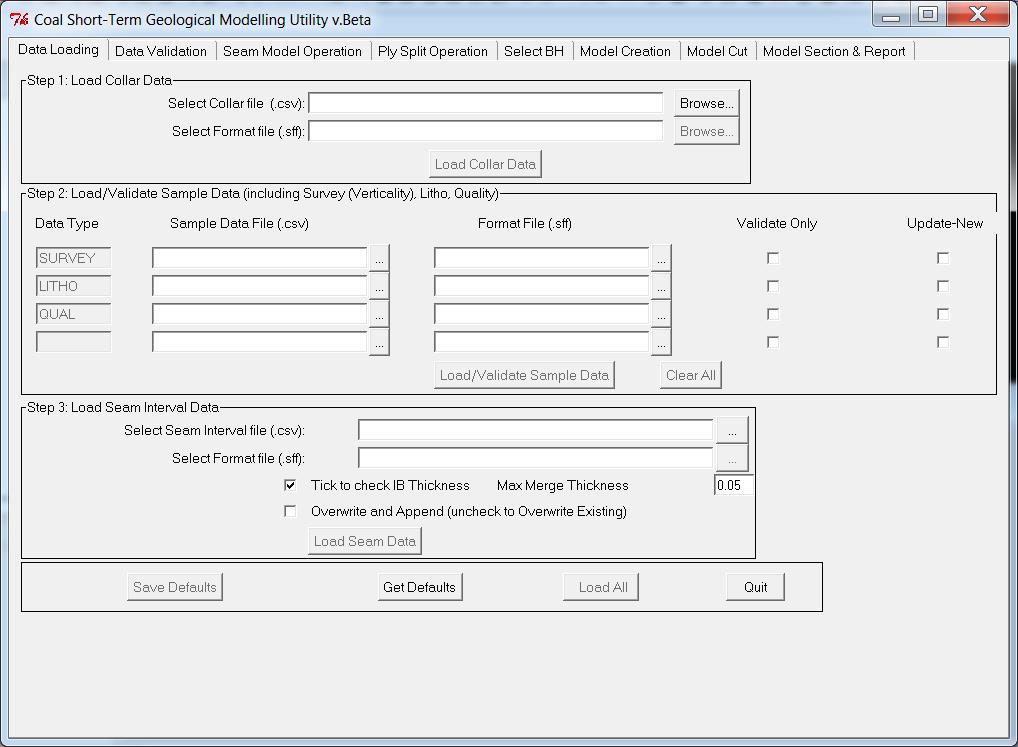 Coal Short-Term Geological Modelling Utility v.Beta
Data Loading Data Validation Seam Model Operation Ply Split Operation Select BH Model Creation Model Cut Model Section & Report
Step 1: Load Collar Data
Select Collar file (.csv): Browse...
Select Format file (.sff): Browse...
Load Collar Data
Step 2: Load/Validate Sample Data (including Survey (Verticality), Litho, Quality)
Data Type Sample Data File (.csv) Format File (.sff) Validate Only Update-New
SURVEY ... ...
LITHO ... ...
QUAL ... ...
... ...
Load/Validate Sample Data Clear All
Step 3: Load Seam Interval Data
Select Seam Interval file (.csv): ...
Select Format file (.sff): ...
Tick to check IB Thickness Max Merge Thickness 0.05
Overwrite and Append (uncheck to Overwrite Existing)
Load Seam Data
Save Defaults Get Defaults Load All Quit